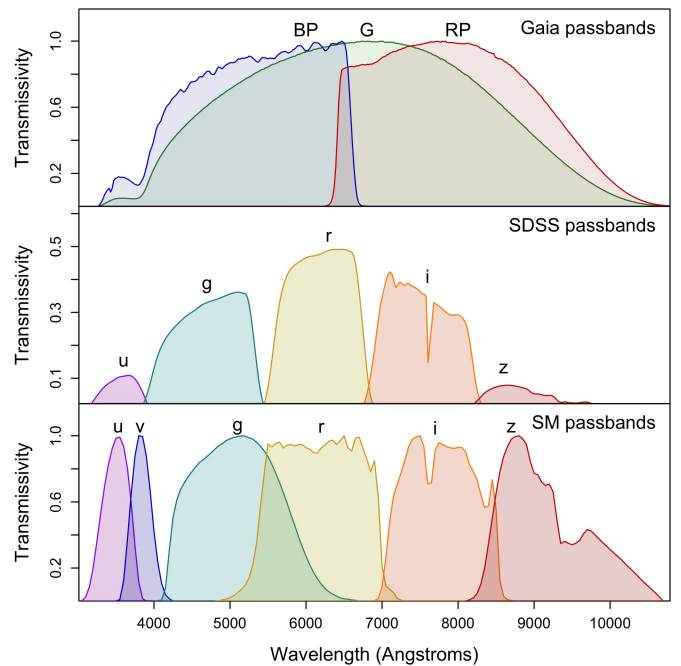 Gaia passbands
BP G RP
Transmissivity
1.0
0.6
0.2
SDSS passbands
u g r i z
Transmissivity
0.5
0.3
0.1
SM passbands
u v g r i z
Transmissivity
1.0
0.6
0.2
4000 5000 6000 7000 8000 9000 10000
Wavelength (Angstroms)